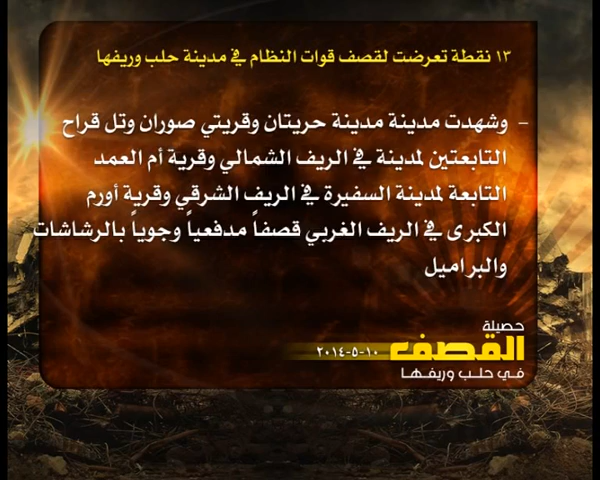 ١٣ نقطة تعرضت لقصف قوات النظام في مدينة حلب وريفها
- وشهدت مدينة مدينة حريتان وقريتي صوران وتل قراح
التابعتين لمدينة في الريف الشمالي وقرية أم العمد
التابعة لمدينة السفيرة في الريف الشرقي وقرية أورم
الكبرى في الريف الغربي قصفاً مدفعياً وجوياً بالرشاشات
والبراميل
حصيلة
القصف ١٠-٥-٢٠١٤
في حلب وريفها